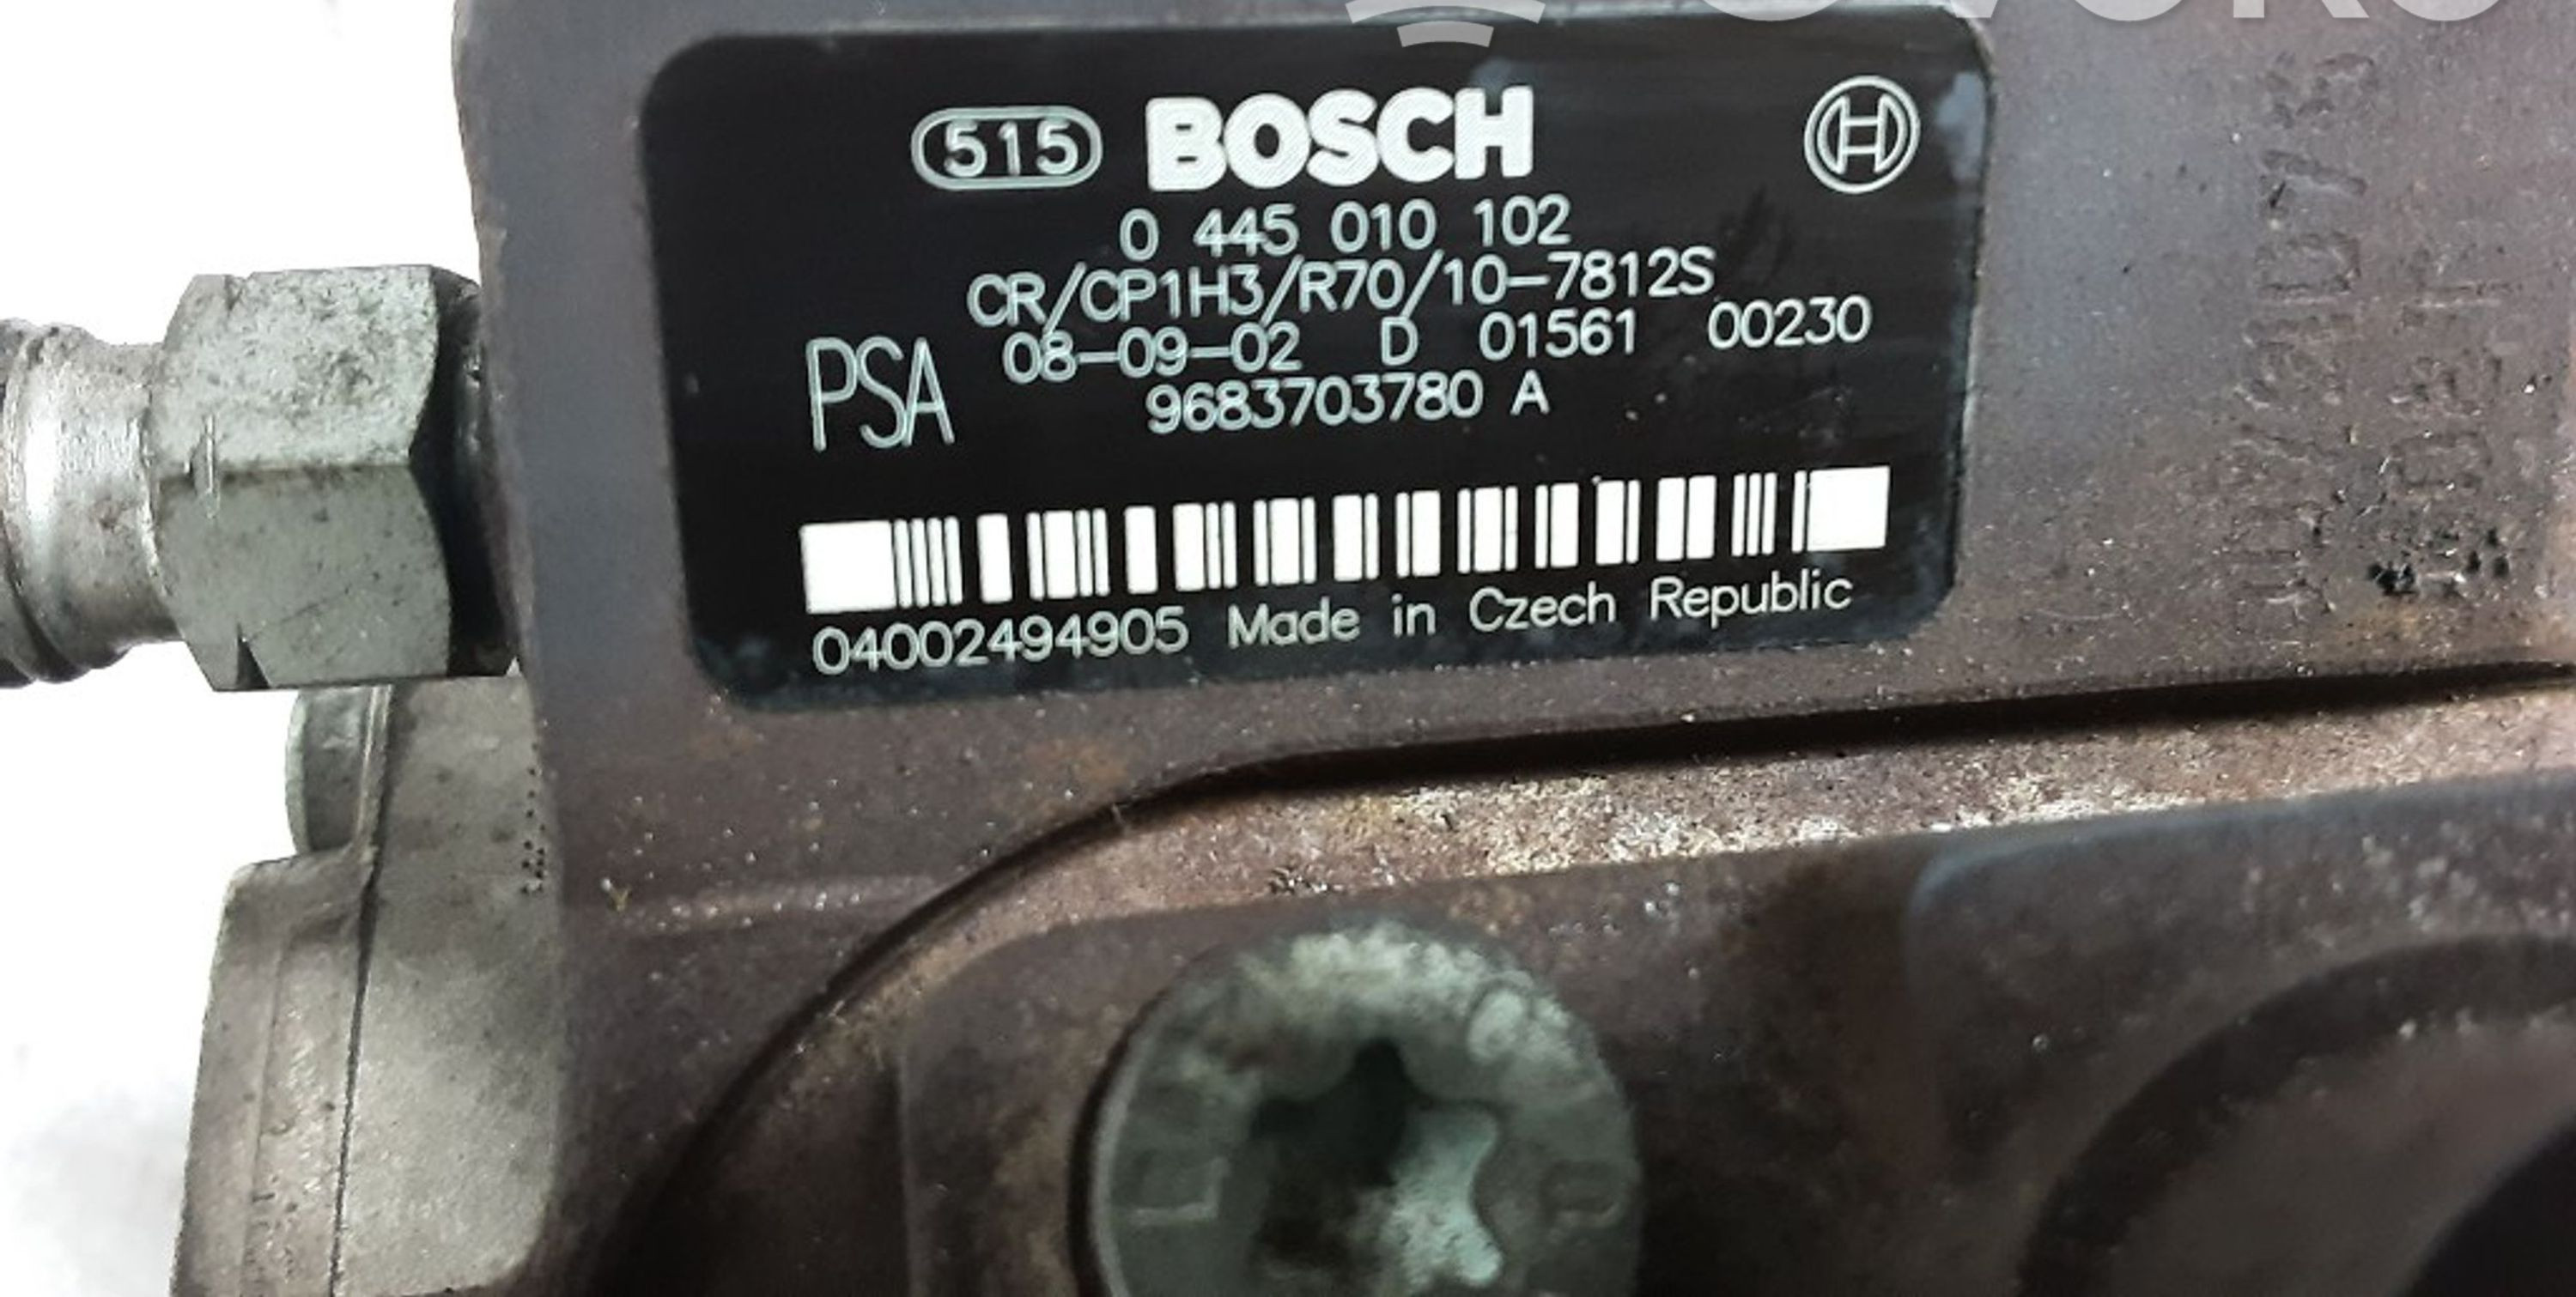 515 BOSCH
0 445 010 102
CR/CP1H3/R70/10-7812S
PSA 08-09-02 D 01561 00230
9683703780 A
04002494905 Made in Czech Republic